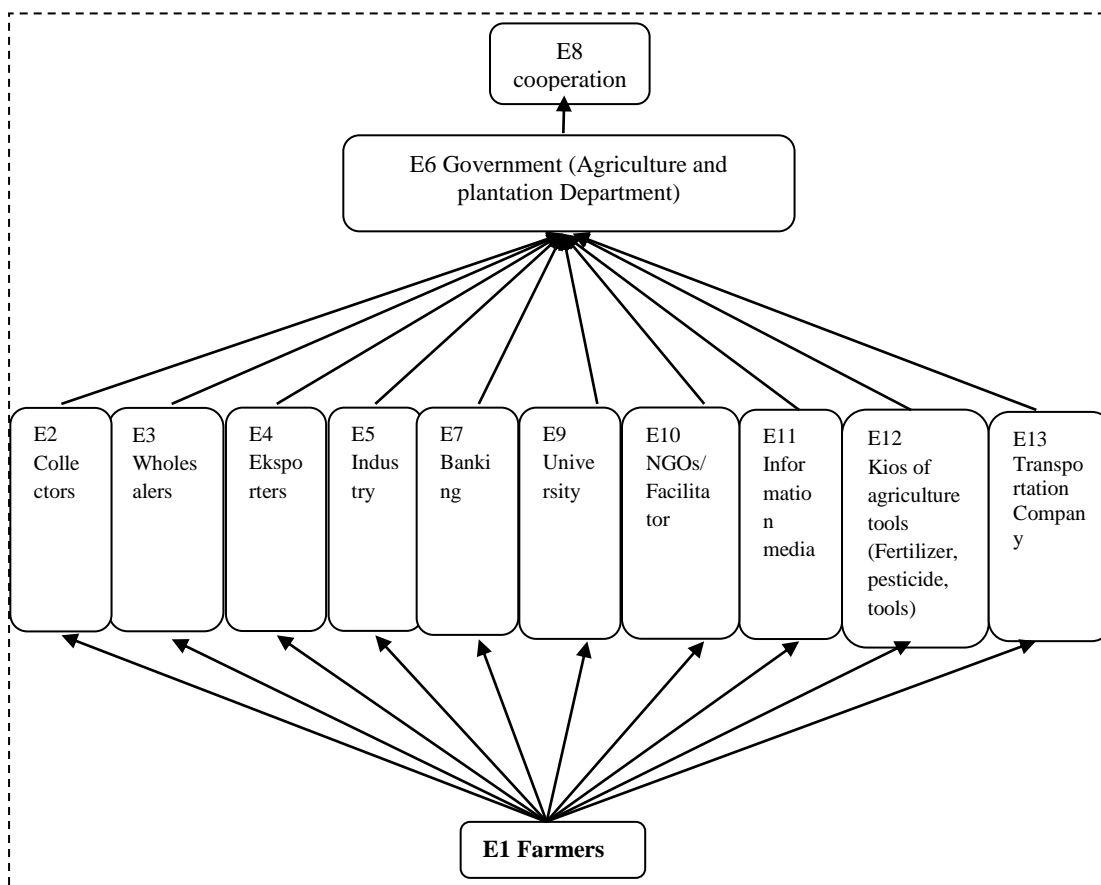 E8
cooperation
E6 Government (Agriculture and
plantation Department)
E2
Colle
ctors
E3
Wholes
alers
E4
Ekspo
rters
E5
Indus
try
E7
Banki
ng
E9
Unive
rsity
E10
NGOs/
Facilita
tor
E11
Infor
matio
n
media
E12
Kios of
agriculture
tools
(Fertilizer,
pesticide,
tools)
E13
Transpo
rtation
Compan
y
E1 Farmers